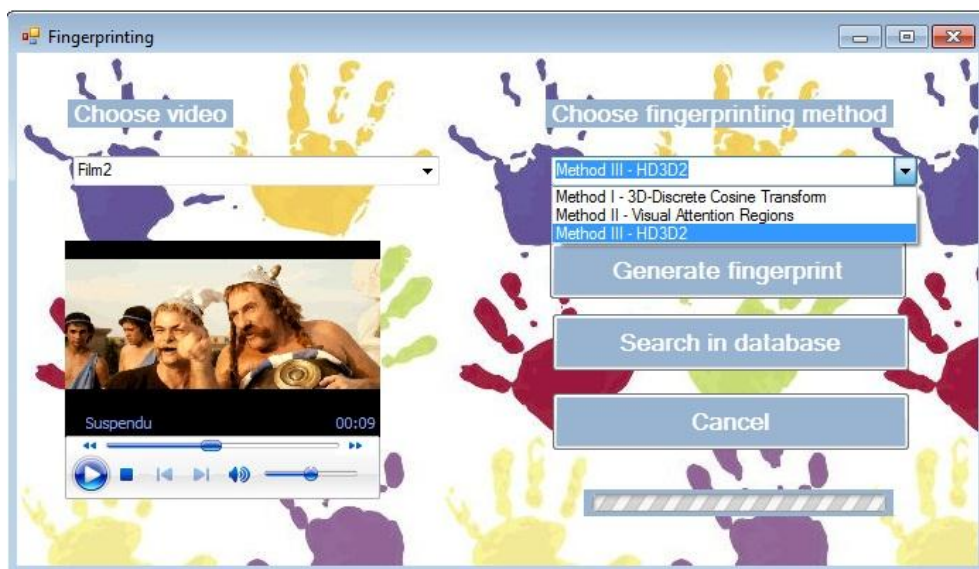 Fingerprinting
Choose video
Choose fingerprinting method
Film2
Method III - HD3D2
Method I - 3D-Discrete Cosine Transform
Method II - Visual Attention Regions
Method III - HD3D2
Generate fingerprint
Search in database
Suspendu
00:09
Cancel